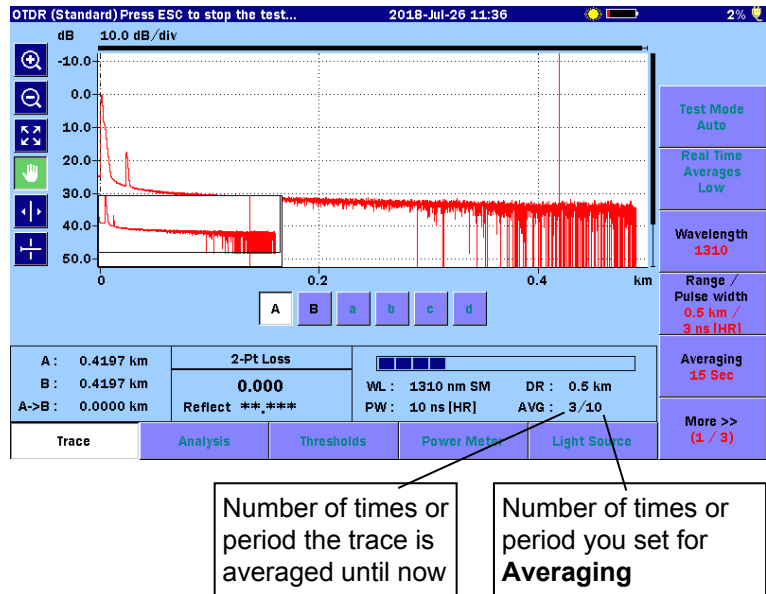 OTDR (Standard) Press ESC to stop the test... 2018-Jul-26 11:36 2%
dB 10.0 dB/div
-10.0
0.0
10.0
20.0
30.0
40.0
50.0
0 0.2 0.4 km
A B a b c d
Test Mode
Auto
Real Time
Averages
Low
Wavelength
1310
Range /
Pulse width
0.5 km /
3 ns [HR]
Averaging
15 Sec
More >>
(1 / 3)
A : 0.4197 km
B : 0.4197 km
A->B : 0.0000 km
2-Pt Loss
0.000
Reflect **.***
WL : 1310 nm SM DR : 0.5 km
PW : 10 ns [HR] AVG : 3/10
Trace Analysis Thresholds Power Meter Light Source
Number of times or
period the trace is
averaged until now
Number of times or
period you set for
Averaging